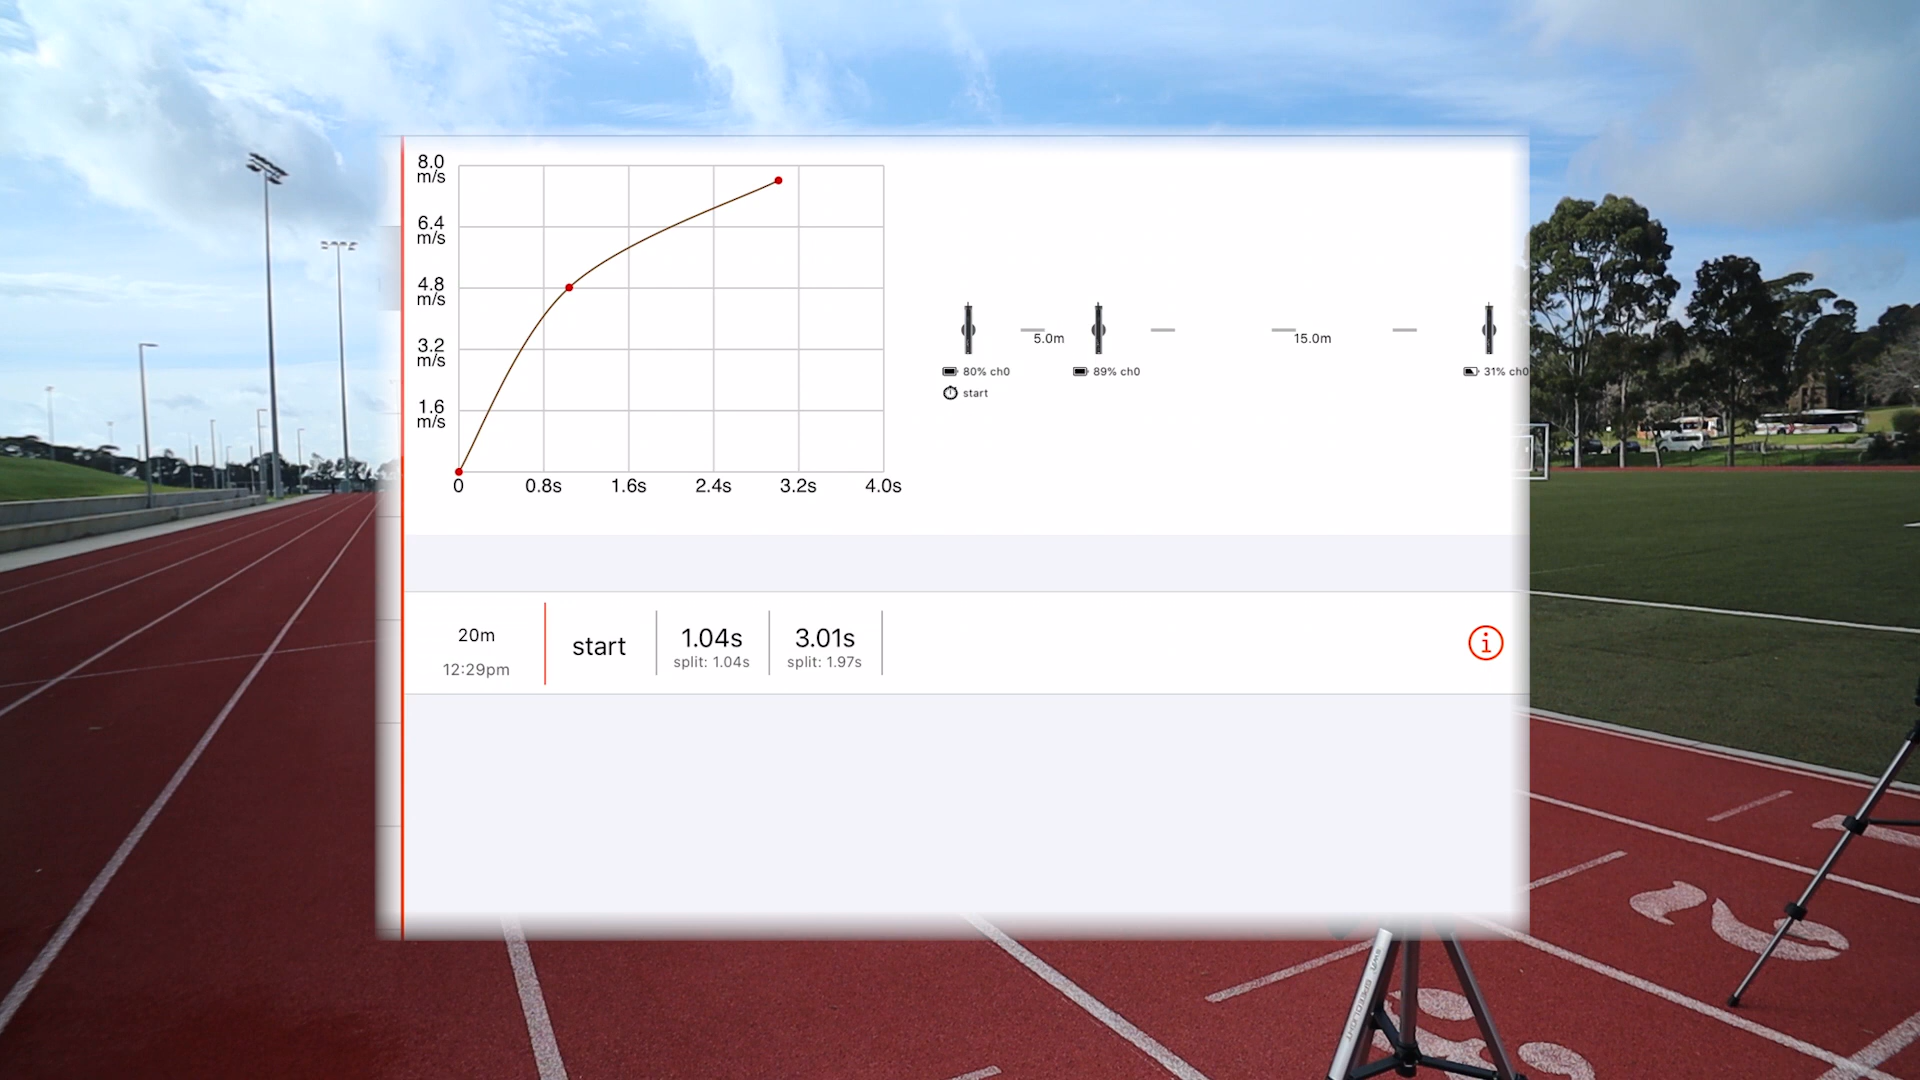 8.0
m/s
6.4
m/s
4.8
m/s
3.2
m/s
1.6
m/s
0 0.8s 1.6s 2.4s 3.2s 4.0s
5.0m 15.0m
80% ch0 89% ch0 31% ch0
start
20m
12:29pm
start
1.04s
split: 1.04s
3.01s
split: 1.97s
i
SWIFT SPEEDLIGHT